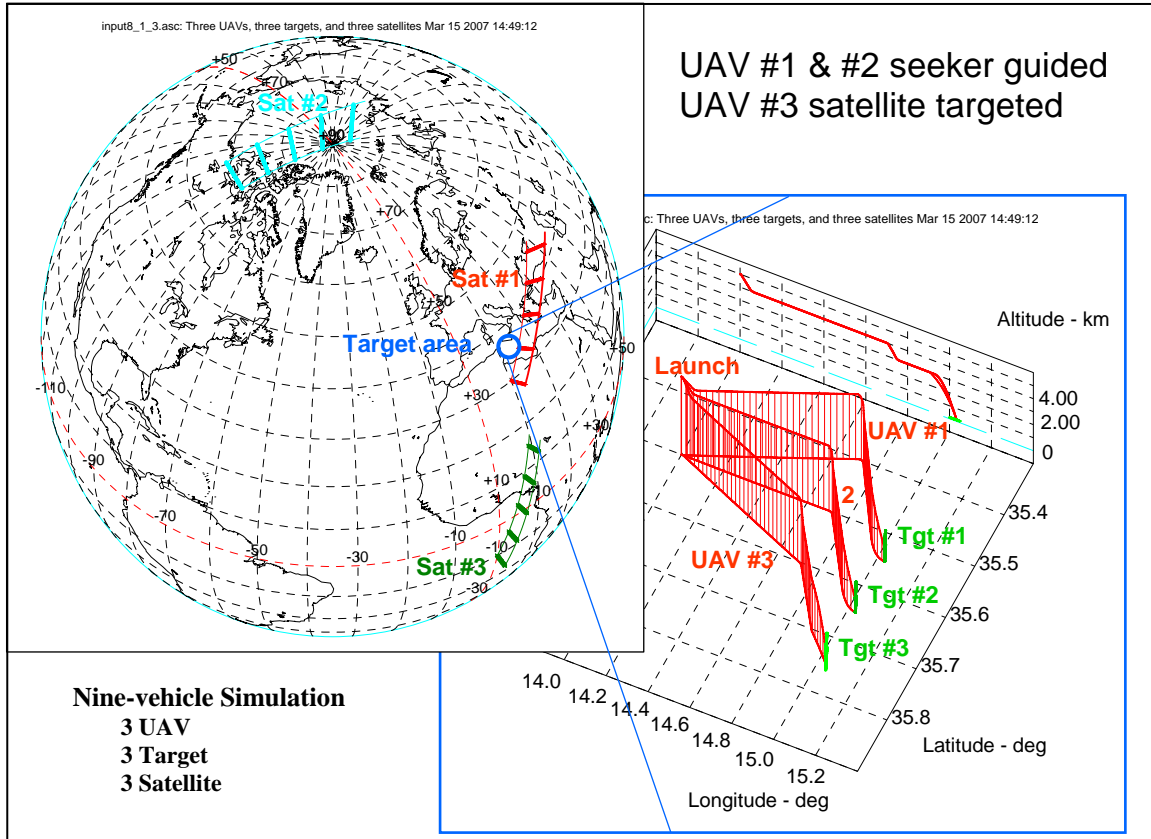 input8_1_3.asc: Three UAVs, three targets, and three satellites Mar 15 2007 14:49:12
UAV #1 & #2 seeker guided
UAV #3 satellite targeted
+50
+70
Sat #2
+90
+70
Sat #1
+50
Target area
+50
-110
+30
+30
-90
+10
+10
-70
-10
-50
-30
Sat #3
-30
c: Three UAVs, three targets, and three satellites Mar 15 2007 14:49:12
Altitude - km
Launch
4.00
2.00
0
UAV #1
2
35.4
Tgt #1
UAV #3
35.5
Tgt #2
35.6
Tgt #3
35.7
14.0
14.2
14.4
14.6
14.8
15.0
15.2
35.8
Latitude - deg
Longitude - deg
Nine-vehicle Simulation
3 UAV
3 Target
3 Satellite